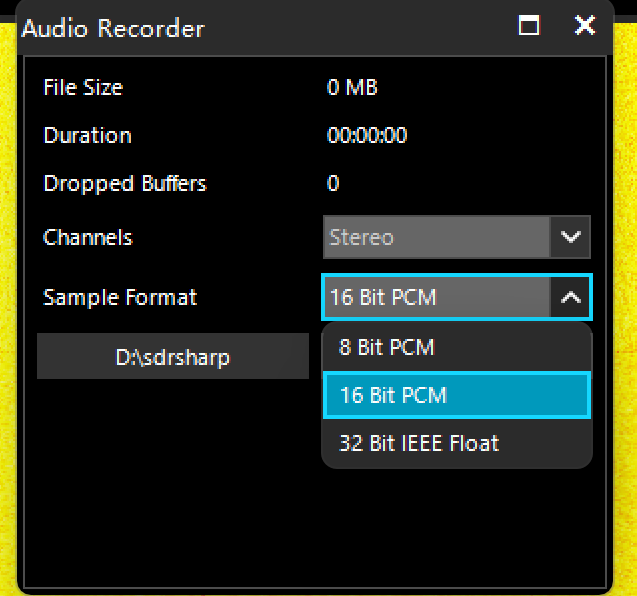 Audio Recorder
File Size 0 MB
Duration 00:00:00
Dropped Buffers 0
Channels Stereo
Sample Format 16 Bit PCM
D:\sdrsharp 8 Bit PCM
16 Bit PCM
32 Bit IEEE Float